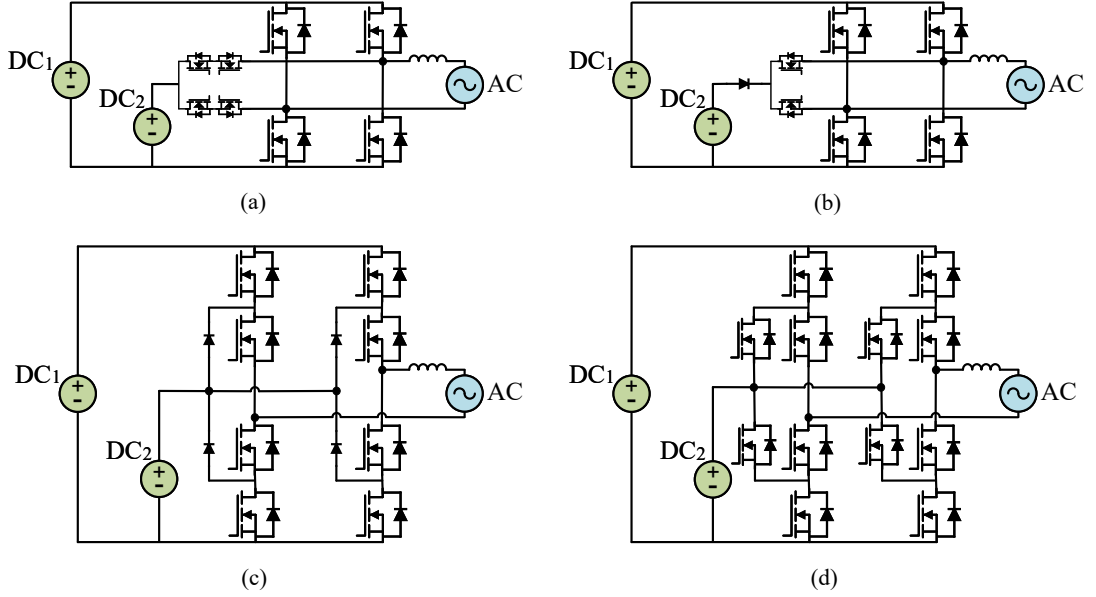 DC1
DC2
+
-
+
-
AC
(a)
DC1
DC2
+
-
+
-
AC
(b)
DC1
DC2
+
-
+
-
AC
(c)
DC1
DC2
+
-
+
-
AC
(d)